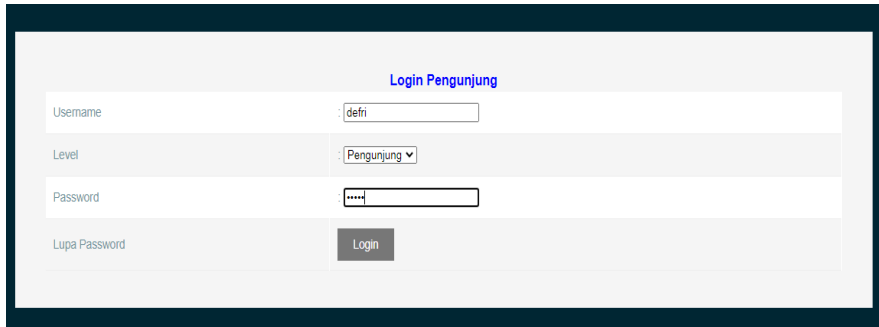 Login Pengunjung
Username : defri
Level : Pengunjung
Password : •••••
Lupa Password Login